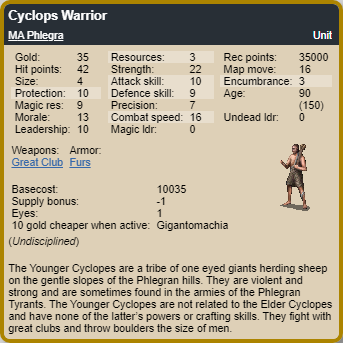 Cyclops Warrior
MA Phlegra Unit
Gold: 35 Resources: 3 Rec points: 35000
Hit points: 42 Strength: 22 Map move: 16
Size: 4 Attack skill: 10 Encumbrance: 3
Protection: 10 Defence skill: 9 Age: 90
Magic res: 9 Precision: 7 (150)
Morale: 13 Combat speed: 16 Undead ldr: 0
Leadership: 10 Magic ldr: 0
Weapons: Armor:
Great Club Furs
Basecost: 10035
Supply bonus: -1
Eyes: 1
10 gold cheaper when active: Gigantomachia
(Undisciplined)
The Younger Cyclopes are a tribe of one eyed giants herding sheep
on the gentle slopes of the Phlegran hills. They are violent and
strong and are sometimes found in the armies of the Phlegran
Tyrants. The Younger Cyclopes are not related to the Elder Cyclopes
and have none of the latter's powers or crafting skills. They fight with
great clubs and throw boulders the size of men.